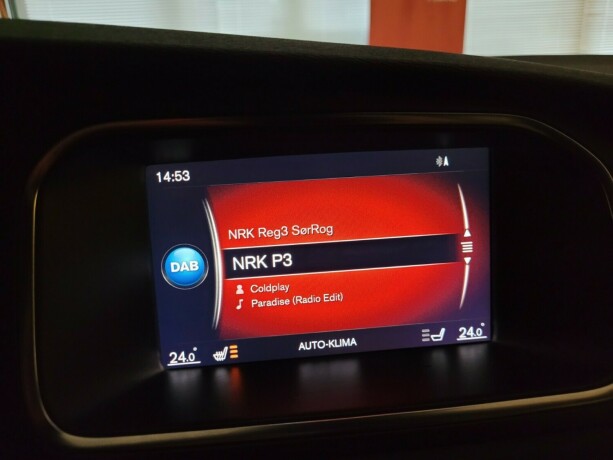 14:53
A
NRK Reg3 SørRog
DAB
NRK P3
Coldplay
Paradise (Radio Edit)
24.0°
AUTO-KLIMA
24.0°